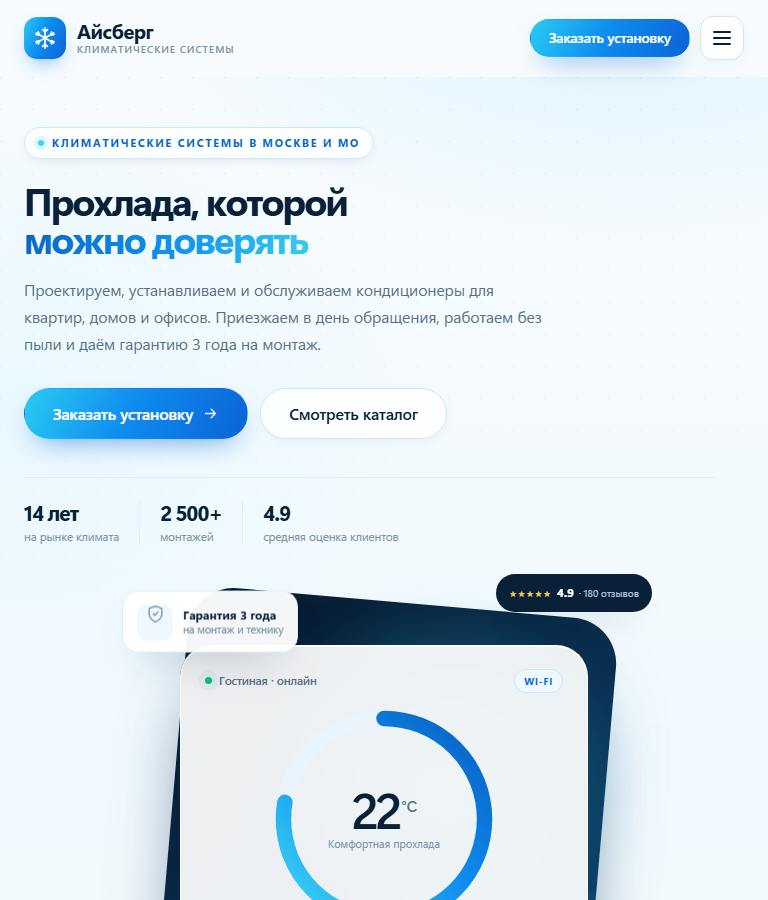 Айсберг
КЛИМАТИЧЕСКИЕ СИСТЕМЫ
Заказать установку
КЛИМАТИЧЕСКИЕ СИСТЕМЫ В МОСКВЕ И МО
Прохлада, которой
можно доверять
Проектируем, устанавливаем и обслуживаем кондиционеры для
квартир, домов и офисов. Приезжаем в день обращения, работаем без
пыли и даём гарантию 3 года на монтаж.
Заказать установку →
Смотреть каталог
14 лет
на рынке климата
2 500+
монтажей
4.9
средняя оценка клиентов
★★★★★ 4.9 · 180 отзывов
Гарантия 3 года
на монтаж и технику
Гостиная · онлайн
WI-FI
22°C
Комфортная прохлада